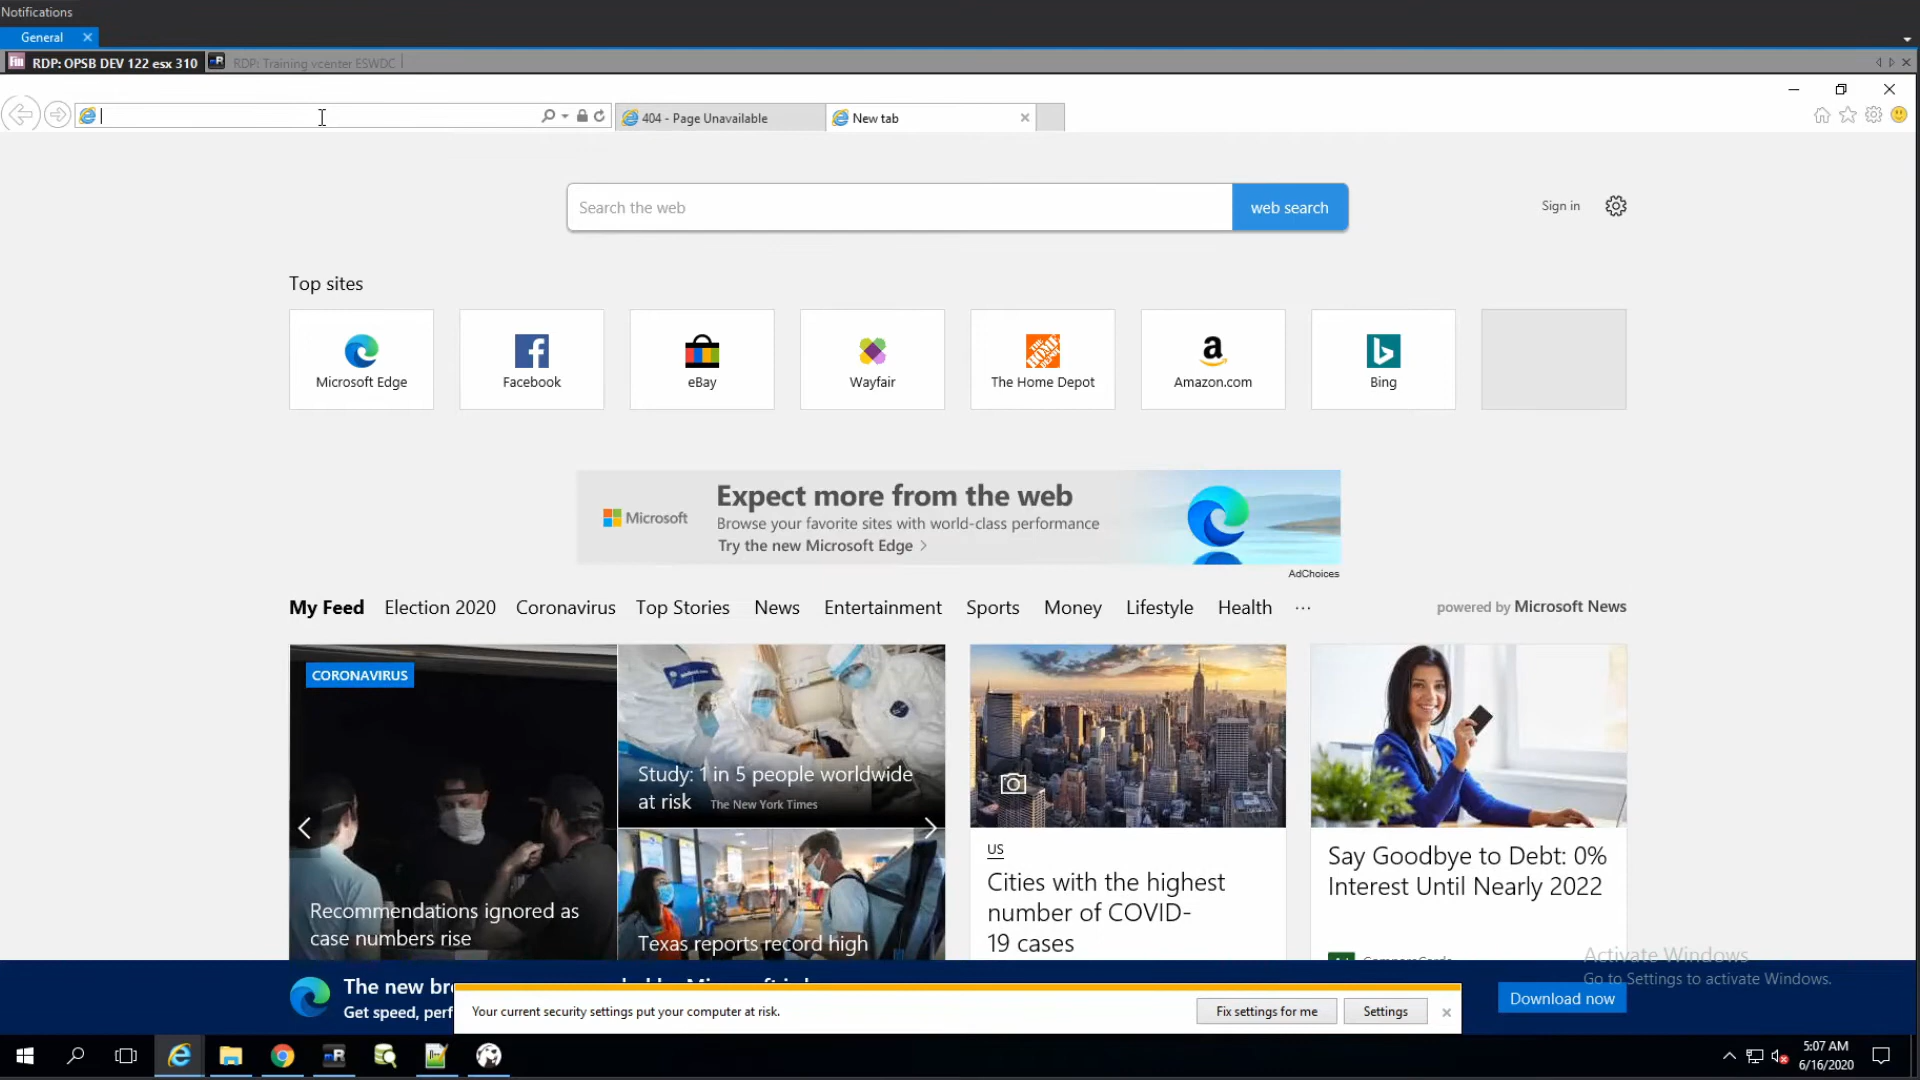 Notifications
General
RDP: OPSB DEV 122 esx 310
RDP: Training vcenter ESWDC
404 - Page Unavailable
New tab
Search the web
web search
Sign in
Top sites
Microsoft Edge
Facebook
eBay
Wayfair
THE HOME DEPOT
The Home Depot
Amazon.com
Bing
Microsoft
Expect more from the web
Browse your favorite sites with world-class performance
Try the new Microsoft Edge
AdChoices
My Feed Election 2020 Coronavirus Top Stories News Entertainment Sports Money Lifestyle Health ...
powered by Microsoft News
CORONAVIRUS
Recommendations ignored as
case numbers rise
Study: 1 in 5 people worldwide
at risk The New York Times
Texas reports record high
US
Cities with the highest
number of COVID-
19 cases
Say Goodbye to Debt: 0%
Interest Until Nearly 2022
Activate Windows
Go to Settings to activate Windows.
The new
Get speed,
Download now
Your current security settings put your computer at risk.
Fix settings for me
Settings
5:07 AM
6/16/2020